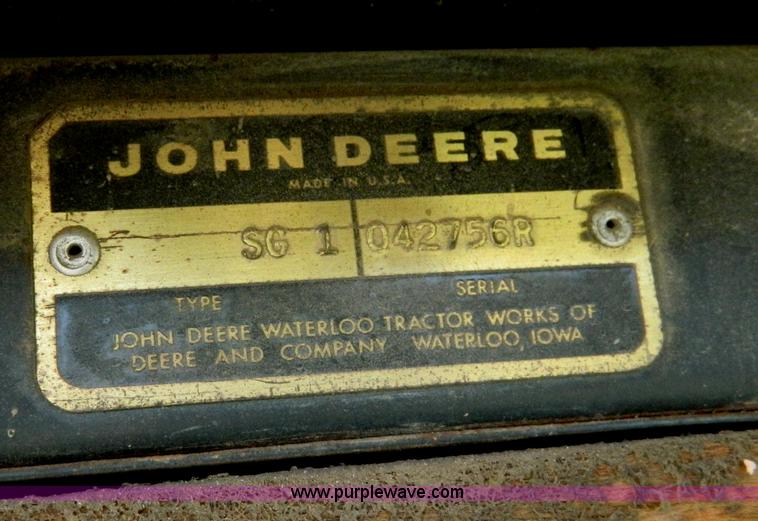 JOHN DEERE
MADE IN U.S.A.
SG 1 042756R
TYPE SERIAL
JOHN DEERE WATERLOO TRACTOR WORKS OF
DEERE AND COMPANY WATERLOO, IOWA
www.purplewave.com